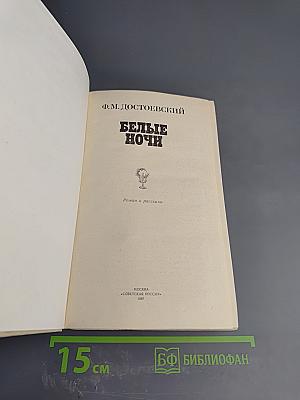 Ф.М. ДОСТОЕВСКИЙ
БЕЛЫЕ
НОЧИ
Роман и рассказы
МОСКВА
«СОВЕТСКАЯ РОССИЯ»
15 см
БФ БИБЛИОФАН